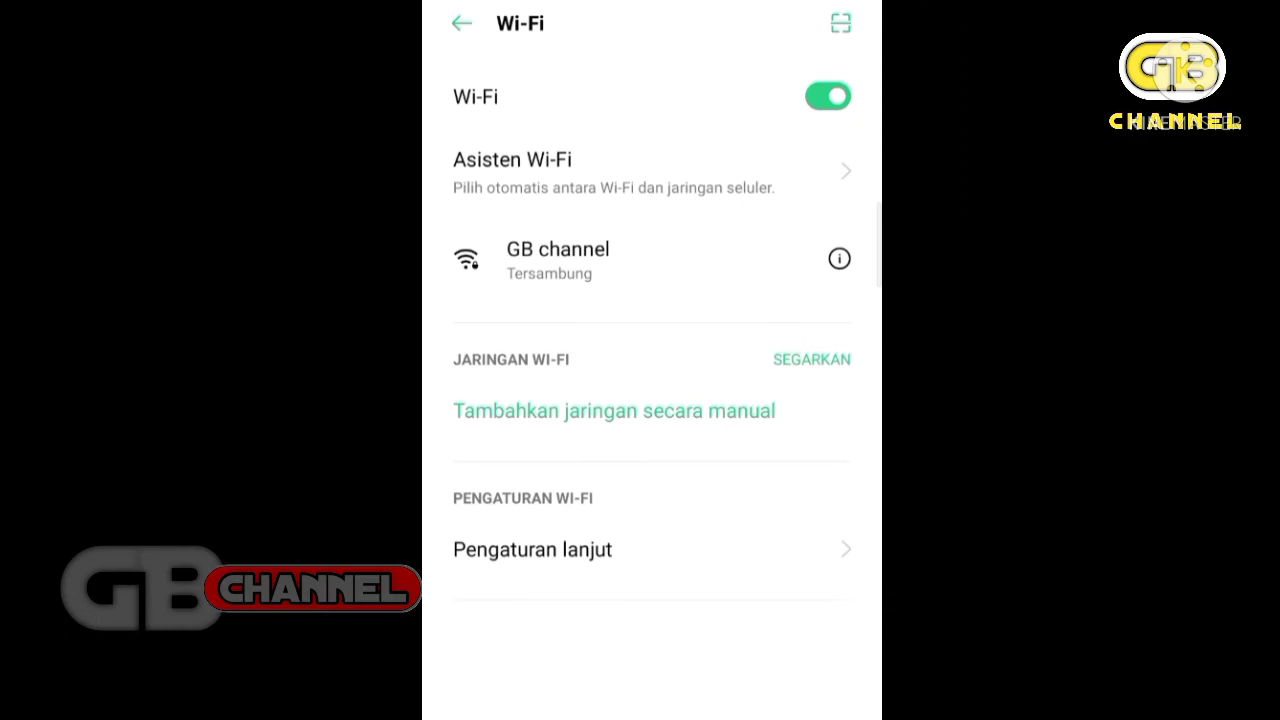 Wi-Fi
Wi-Fi
Asisten Wi-Fi
Pilih otomatis antara Wi-Fi dan jaringan seluler.
GB channel
Tersambung
JARINGAN WI-FI
SEGARKAN
Tambahkan jaringan secara manual
PENGATURAN WI-FI
Pengaturan lanjut
GB CHANNEL
GB
CHANNEL